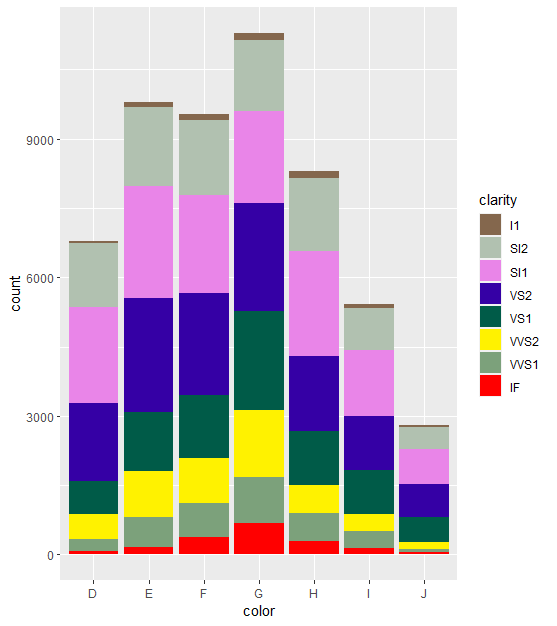 9000
6000
3000
0
count
D E F G H I J
color
clarity
I1
SI2
SI1
VS2
VS1
VVS2
VVS1
IF